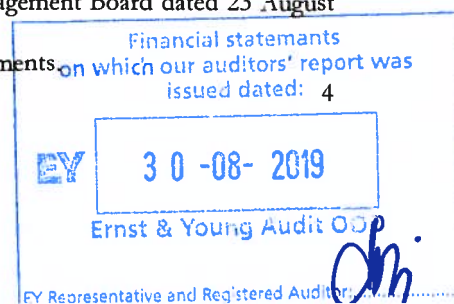 agement Board dated 23 August
ments.
Financial statemants
on which our auditors' report was
issued dated: 4
EY
30 -08- 2019
Ernst & Young Audit OOD
EY Representative and Registered Auditor: